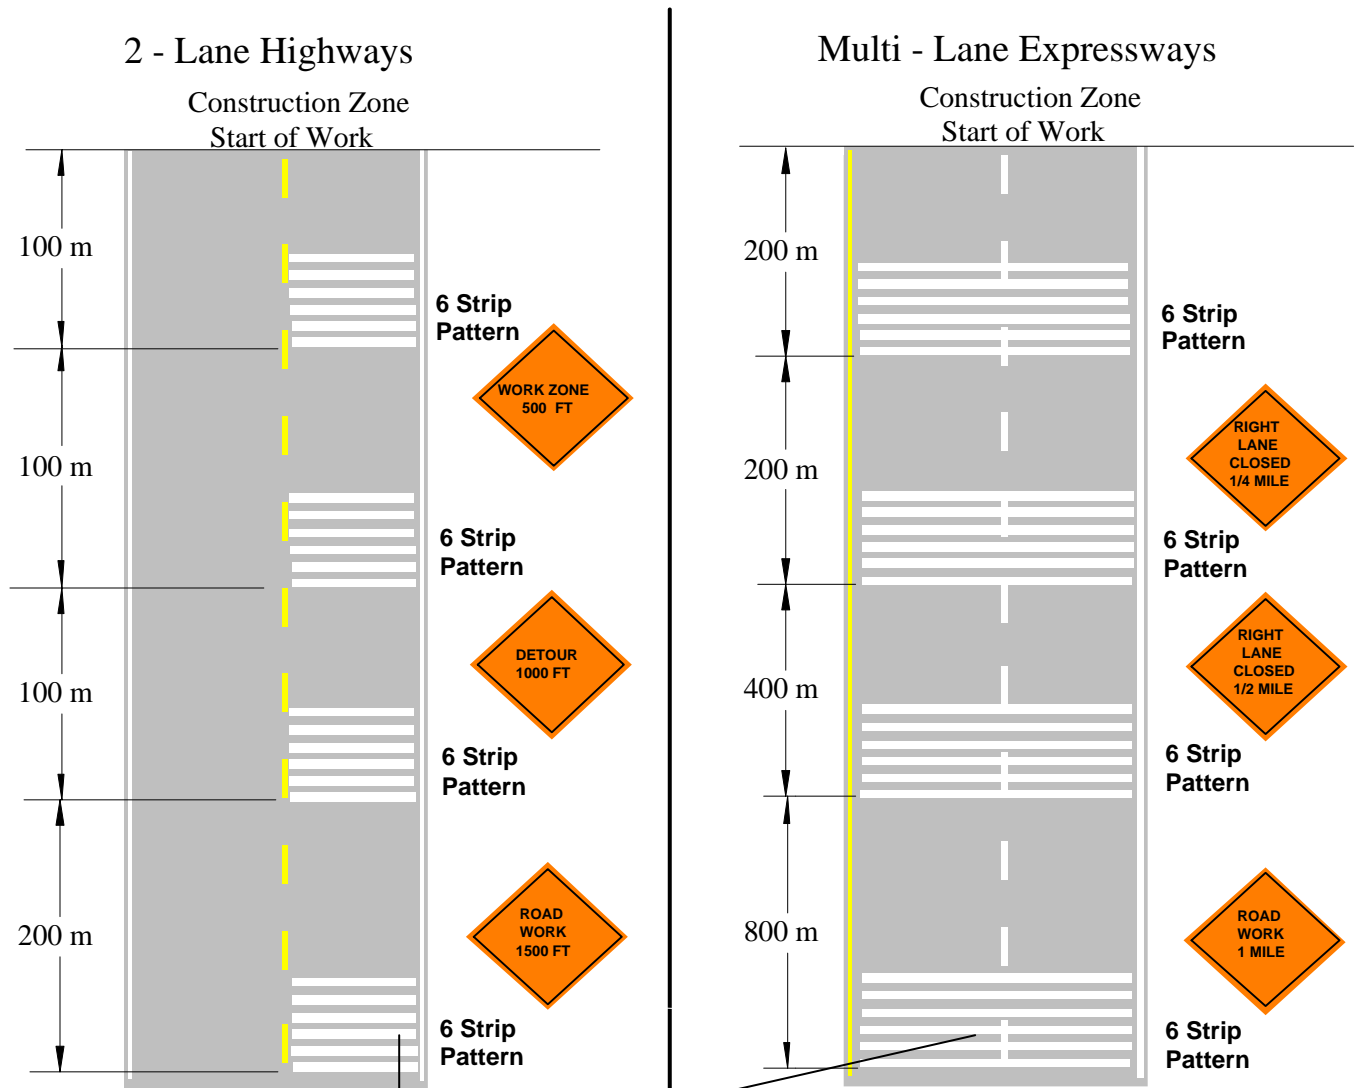 2 - Lane Highways
Construction Zone
Start of Work
100 m
6 Strip
Pattern
WORK ZONE
500 FT
100 m
6 Strip
Pattern
DETOUR
1000 FT
100 m
6 Strip
Pattern
ROAD
WORK
1500 FT
200 m
6 Strip
Pattern
Multi - Lane Expressways
Construction Zone
Start of Work
200 m
6 Strip
Pattern
RIGHT
LANE
CLOSED
1/4 MILE
200 m
6 Strip
Pattern
RIGHT
LANE
CLOSED
1/2 MILE
400 m
6 Strip
Pattern
ROAD
WORK
1 MILE
800 m
6 Strip
Pattern